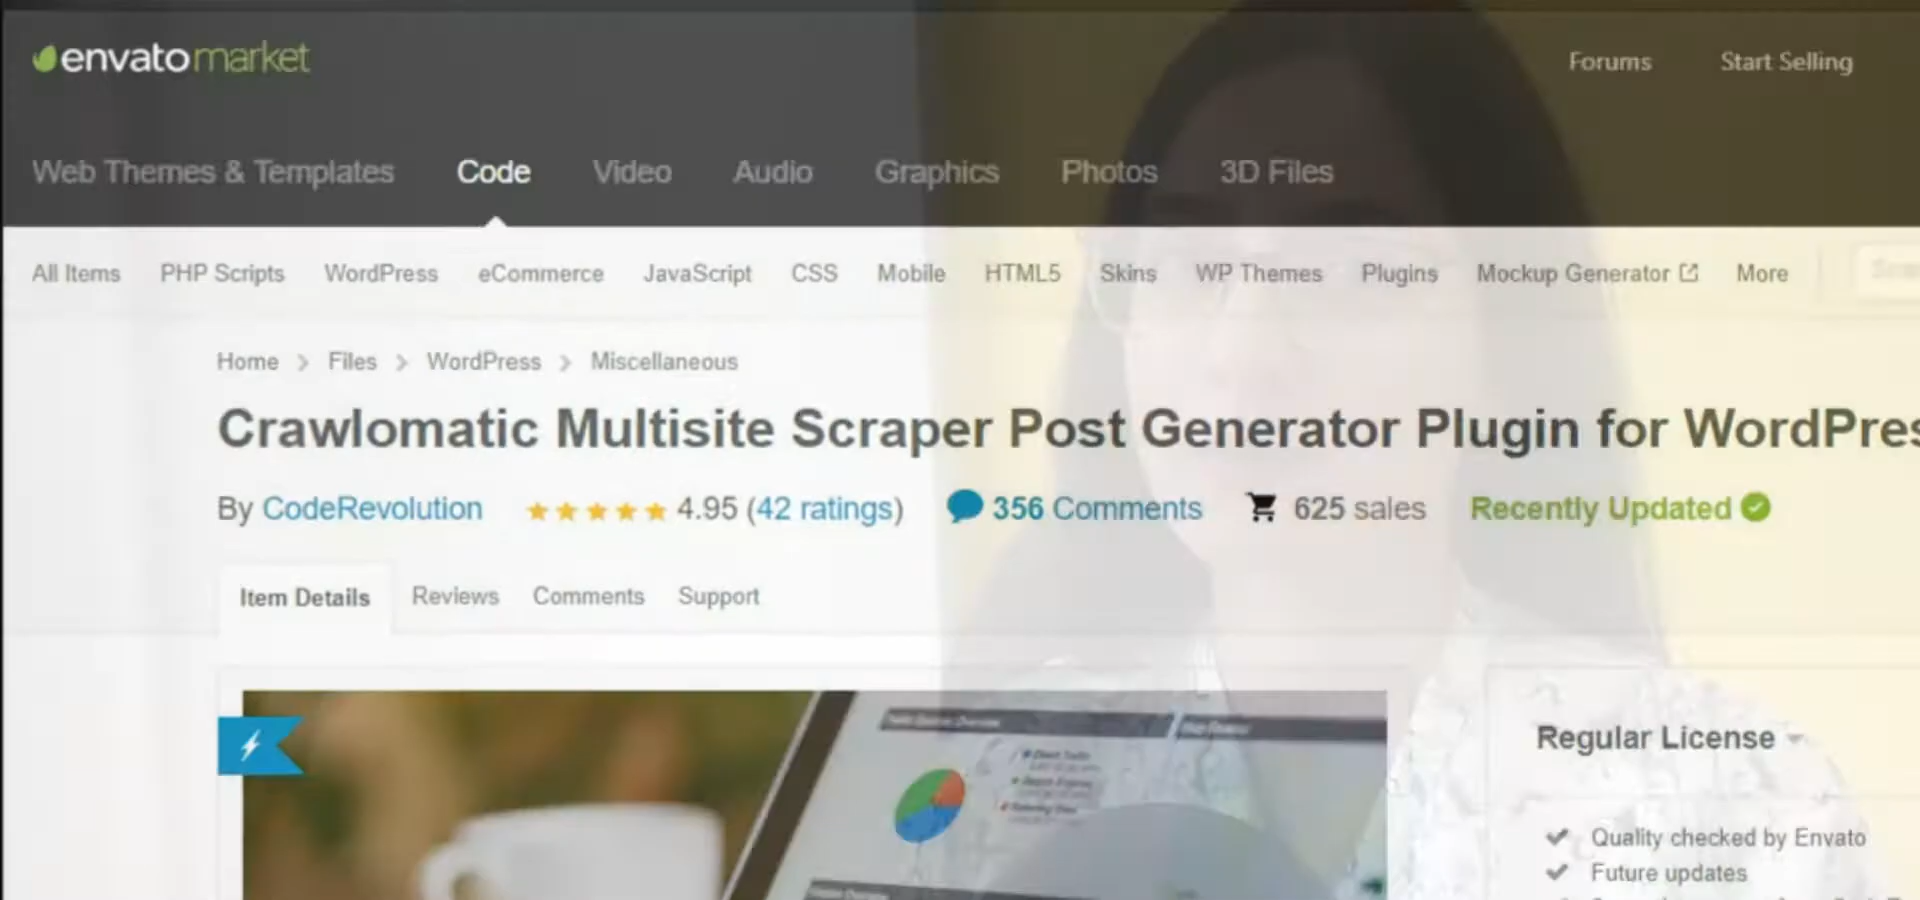 envato market
Forums Start Selling
Web Themes & Templates Code Video Audio Graphics Photos 3D Files
All Items PHP Scripts WordPress eCommerce JavaScript CSS Mobile HTML5 Skins WP Themes Plugins Mockup Generator More
Home > Files > WordPress > Miscellaneous
Crawlomatic Multisite Scraper Post Generator Plugin for WordPres
By CodeRevolution 4.95 (42 ratings) 356 Comments 625 sales Recently Updated
Item Details Reviews Comments Support
Regular License
Quality checked by Envato
Future updates